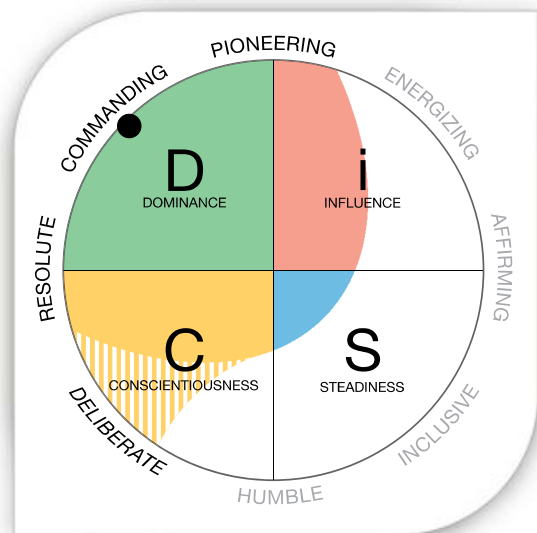 PIONEERING
COMMANDING
ENERGIZING
D
DOMINANCE
i
INFLUENCE
RESOLUTE
AFFIRMING
C
CONSCIENTIOUSNESS
S
STEADINESS
DELIBERATE
INCLUSIVE
HUMBLE